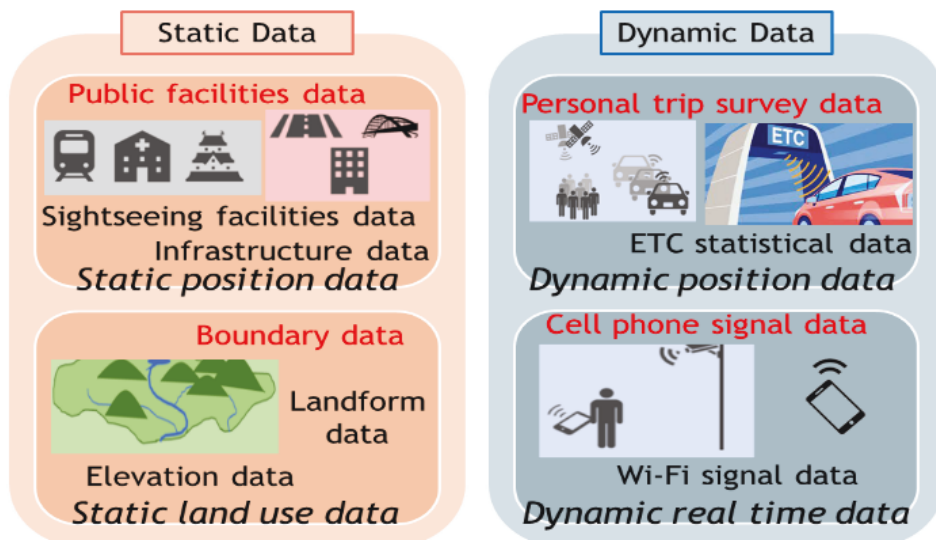 Static Data
Public facilities data
Sightseeing facilities data
Infrastructure data
Static position data
Boundary data
Landform
data
Elevation data
Static land use data
Dynamic Data
Personal trip survey data
ETC
ETC statistical data
Dynamic position data
Cell phone signal data
Wi-Fi signal data
Dynamic real time data